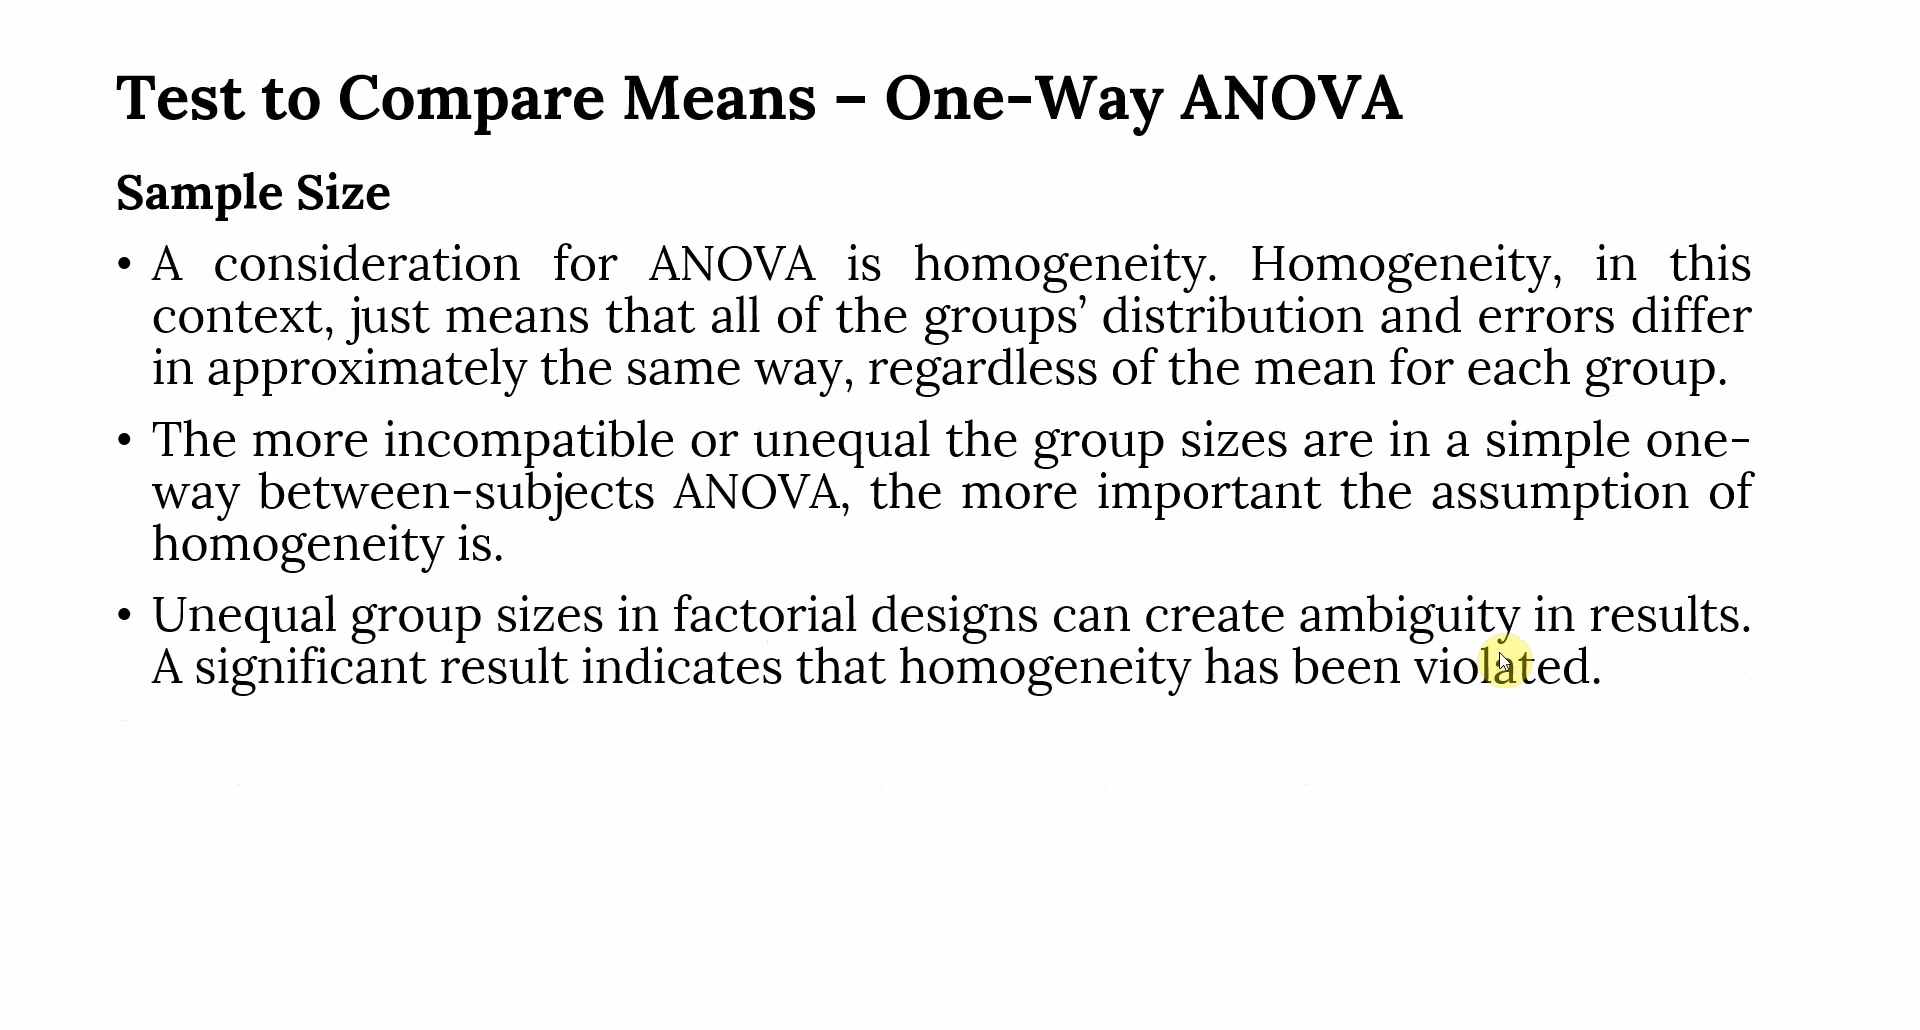 Test to Compare Means – One-Way ANOVA
Sample Size
• A consideration for ANOVA is homogeneity. Homogeneity, in this
context, just means that all of the groups’ distribution and errors differ
in approximately the same way, regardless of the mean for each group.
• The more incompatible or unequal the group sizes are in a simple one-
way between-subjects ANOVA, the more important the assumption of
homogeneity is.
• Unequal group sizes in factorial designs can create ambiguity in results.
A significant result indicates that homogeneity has been violated.